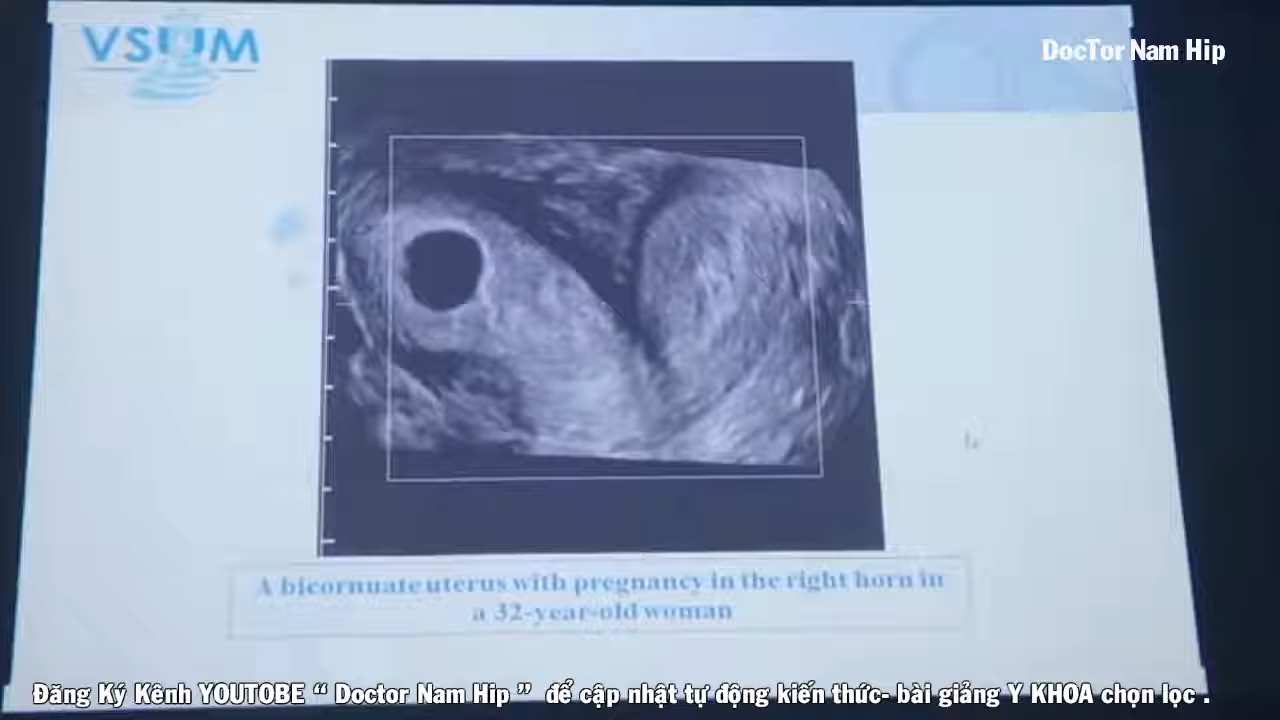 VSUM
DocTor Nam Hip
A bicornuate uterus with pregnancy in the right horn in
a 32-year-old woman
Đăng Ký Kênh YOUTOBE “ Doctor Nam Hip ” để cập nhật tự động kiến thức- bài giảng Y KHOA chọn lọc .